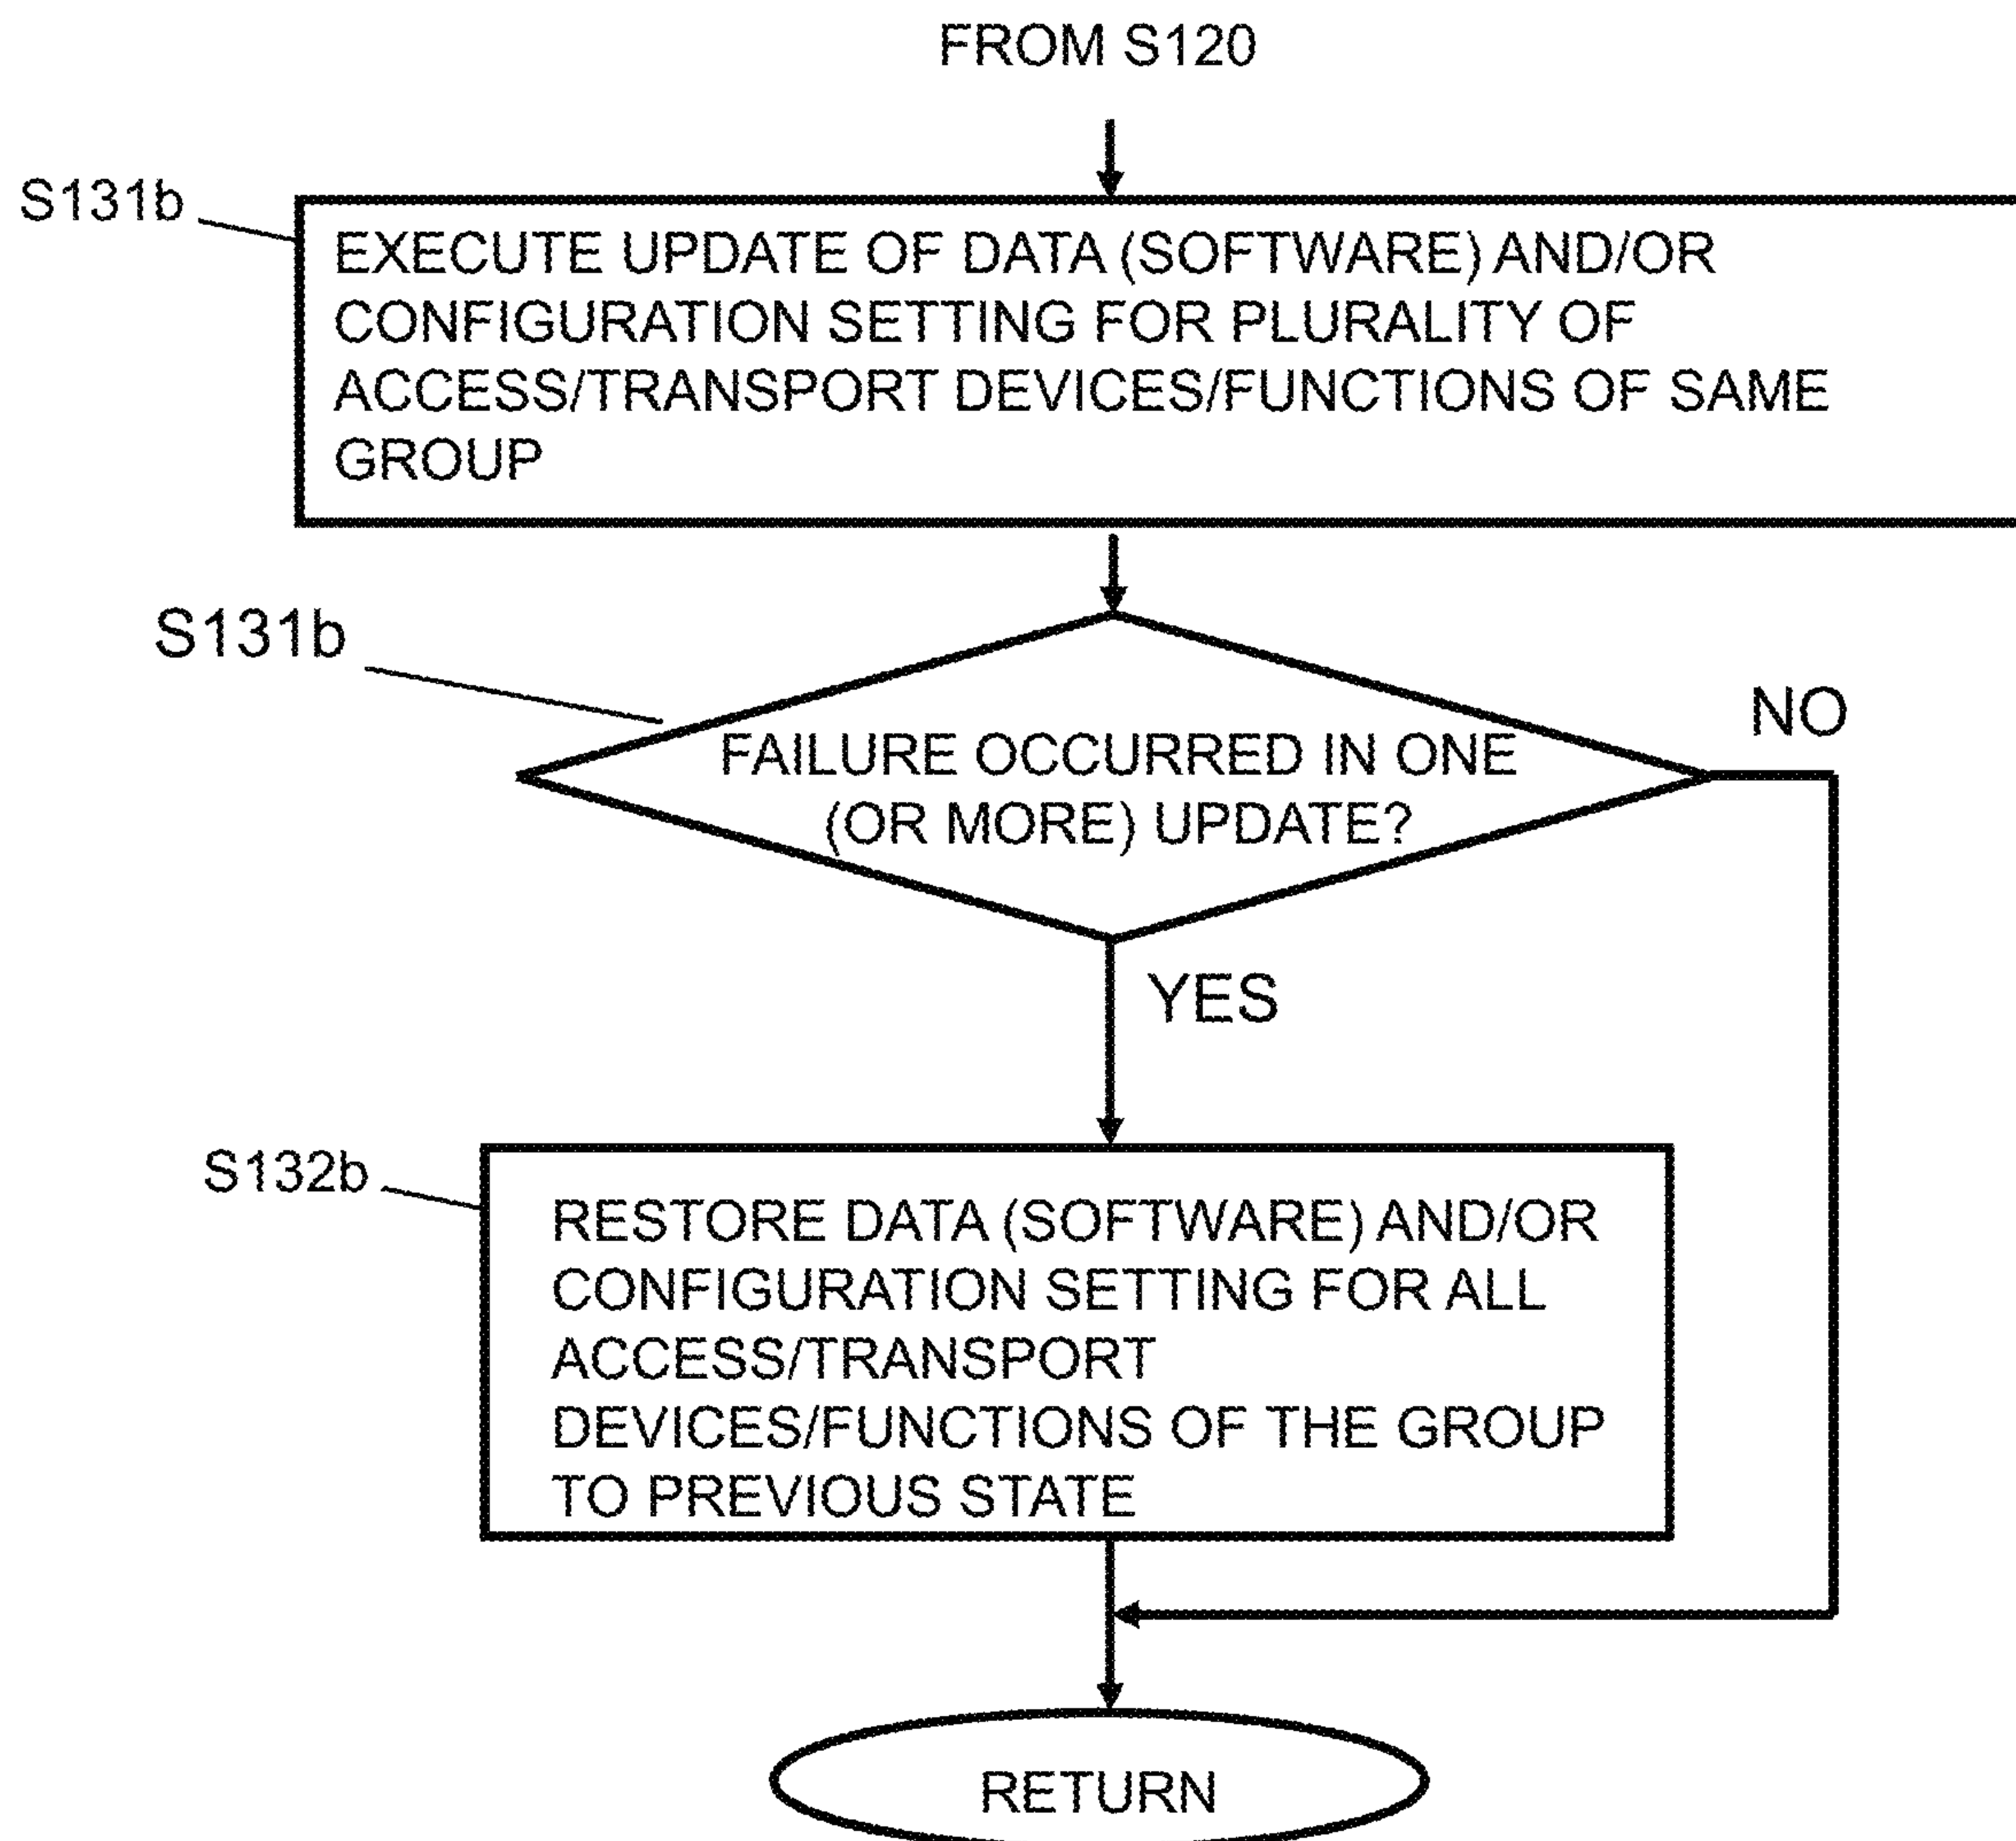 FROM S120
S131b
EXECUTE UPDATE OF DATA (SOFTWARE) AND/OR
CONFIGURATION SETTING FOR PLURALITY OF
ACCESS/TRANSPORT DEVICES/FUNCTIONS OF SAME
GROUP
S131b
NO
FAILURE OCCURRED IN ONE
(OR MORE) UPDATE?
YES
S132b
RESTORE DATA (SOFTWARE) AND/OR
CONFIGURATION SETTING FOR ALL
ACCESS/TRANSPORT
DEVICES/FUNCTIONS OF THE GROUP
TO PREVIOUS STATE
RETURN